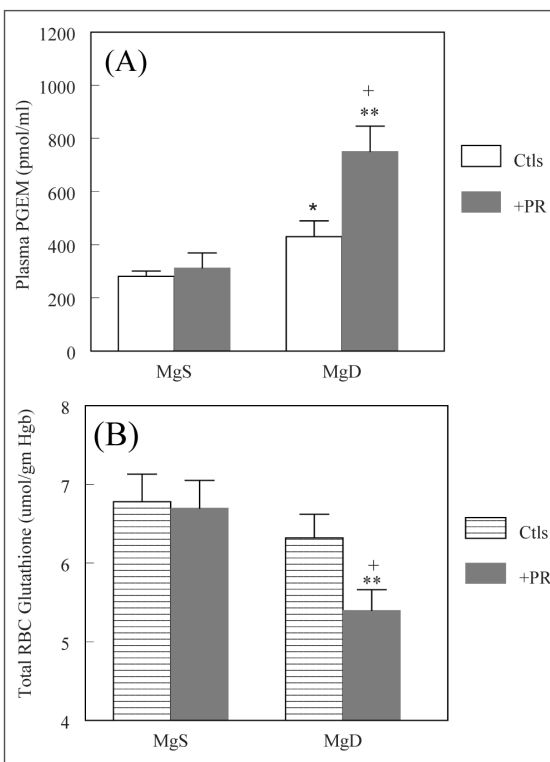 (A)
Plasma PGEM (pmol/ml)
1200
1000
800
600
400
200
0
*
+
**
MgS
MgD
Ctls
+PR
(B)
Total RBC Glutathione (umol/gm Hgb)
8
7
6
5
4
+
**
MgS
MgD
Ctls
+PR